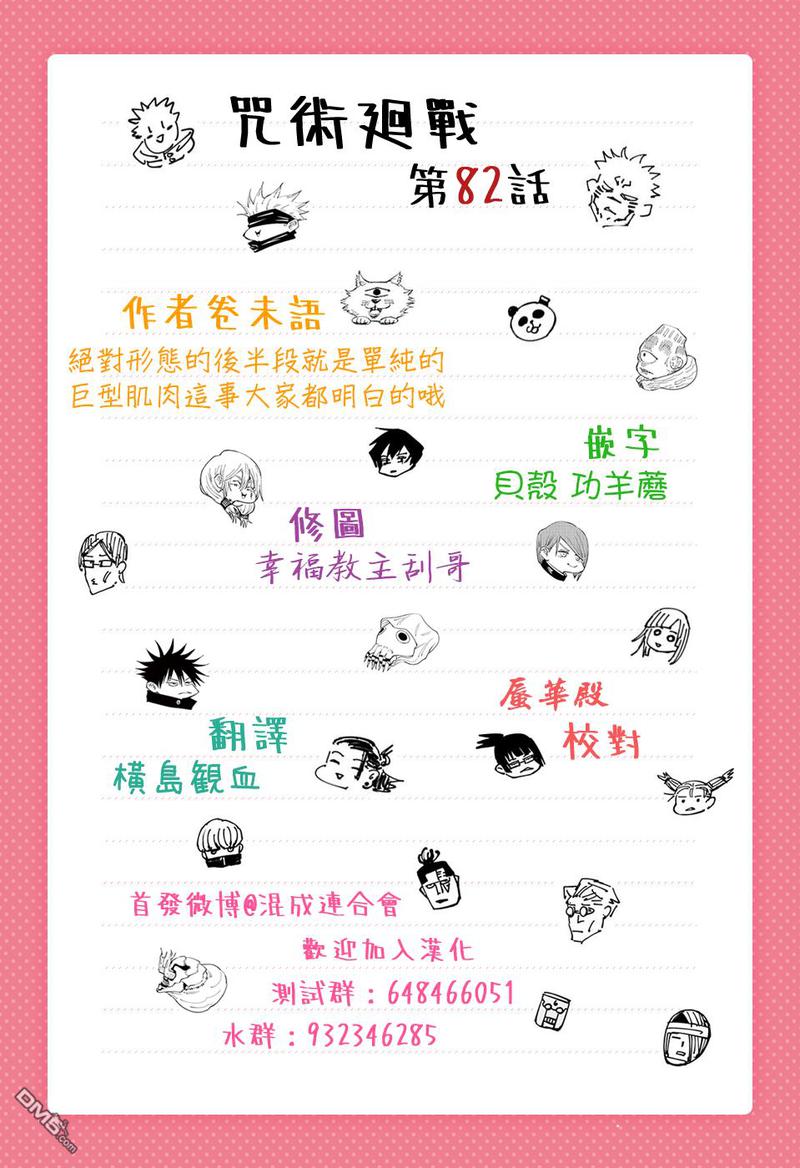 咒術廻戰
第82話
作者卷末語
絕對形態的後半段就是單純的
巨型肌肉這事大家都明白的哦
嵌字
貝殼 功羊蘑
修圖
幸福教主刮哥
蜃華殿
校對
翻譯
橫島観血
首發微博@混成連合會
歡迎加入漢化
測試群：648466051
水群：932346285
DM5.com